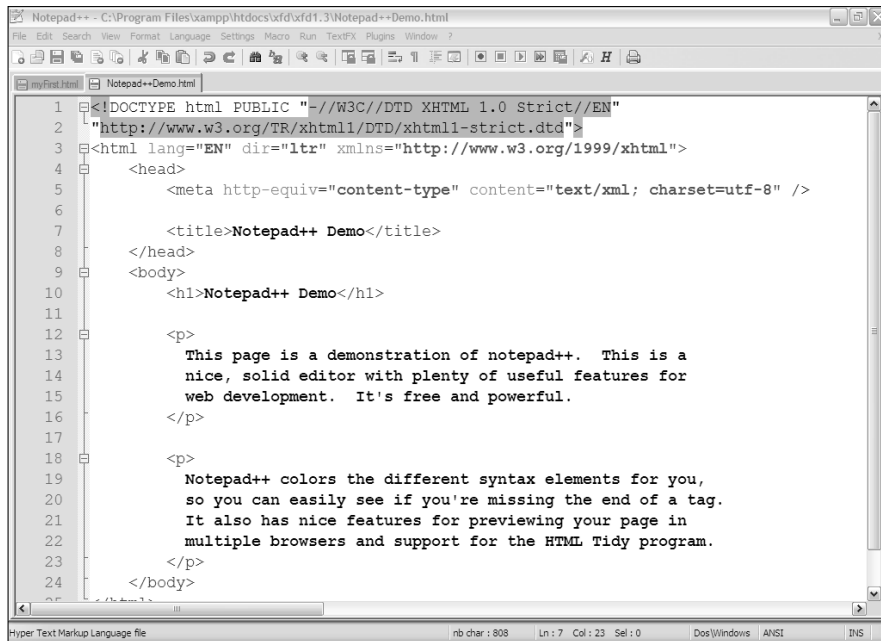 Notepad++ - C:\Program Files\xampp\htdocs\xfd\xfd1.3\Notepad++Demo.html
File Edit Search View Format Language Settings Macro Run TextFX Plugins Window ?
myFirst.html Notepad++Demo.html
1 <!DOCTYPE html PUBLIC "-//W3C//DTD XHTML 1.0 Strict//EN"
2 "http://www.w3.org/TR/xhtml1/DTD/xhtml1-strict.dtd">
3 <html lang="EN" dir="ltr" xmlns="http://www.w3.org/1999/xhtml">
4 <head>
5 <meta http-equiv="content-type" content="text/xml; charset=utf-8" />
6
7 <title>Notepad++ Demo</title>
8 </head>
9 <body>
10 <h1>Notepad++ Demo</h1>
11
12 <p>
13 This page is a demonstration of notepad++.  This is a
14 nice, solid editor with plenty of useful features for
15 web development.  It's free and powerful.
16 </p>
17
18 <p>
19 Notepad++ colors the different syntax elements for you,
20 so you can easily see if you're missing the end of a tag.
21 It also has nice features for previewing your page in
22 multiple browsers and support for the HTML Tidy program.
23 </p>
24 </body>
25 </html>
Hyper Text Markup Language file nb char : 808 Ln : 7 Col : 23 Sel : 0 Dos\Windows ANSI INS